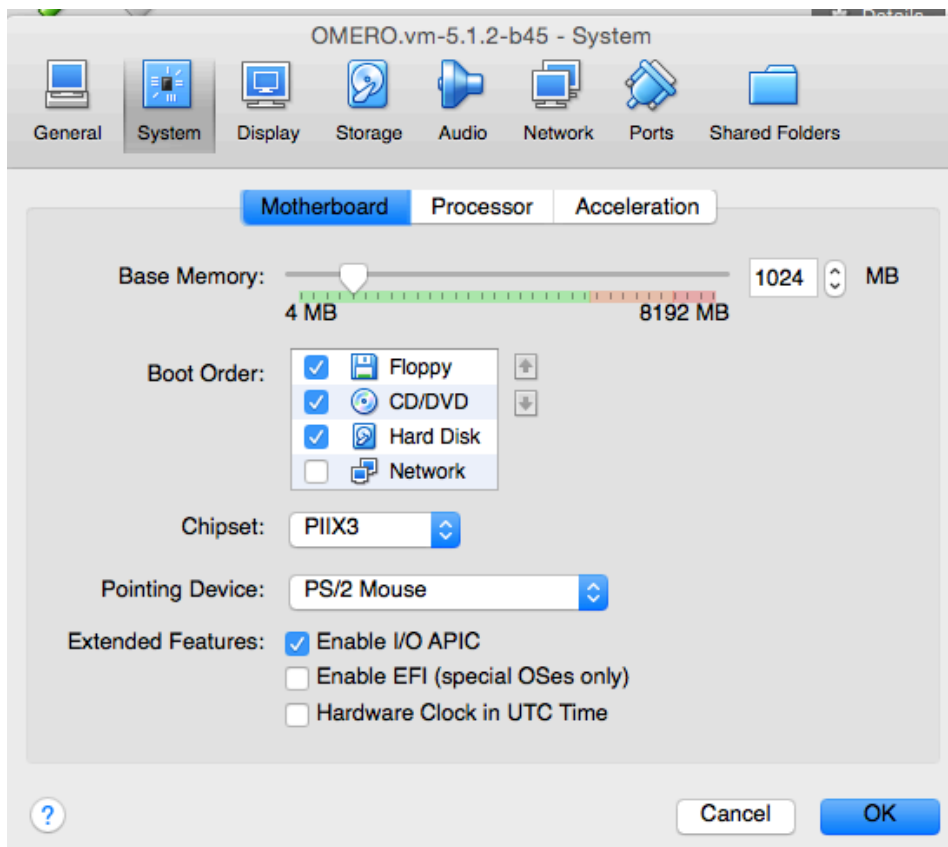 Details
OMERO.vm-5.1.2-b45 - System
General System Display Storage Audio Network Ports Shared Folders
Motherboard Processor Acceleration
Base Memory: 1024 MB
4 MB 8192 MB
Boot Order: Floppy
CD/DVD
Hard Disk
Network
Chipset: PIIX3
Pointing Device: PS/2 Mouse
Extended Features: Enable I/O APIC
Enable EFI (special OSes only)
Hardware Clock in UTC Time
? Cancel OK